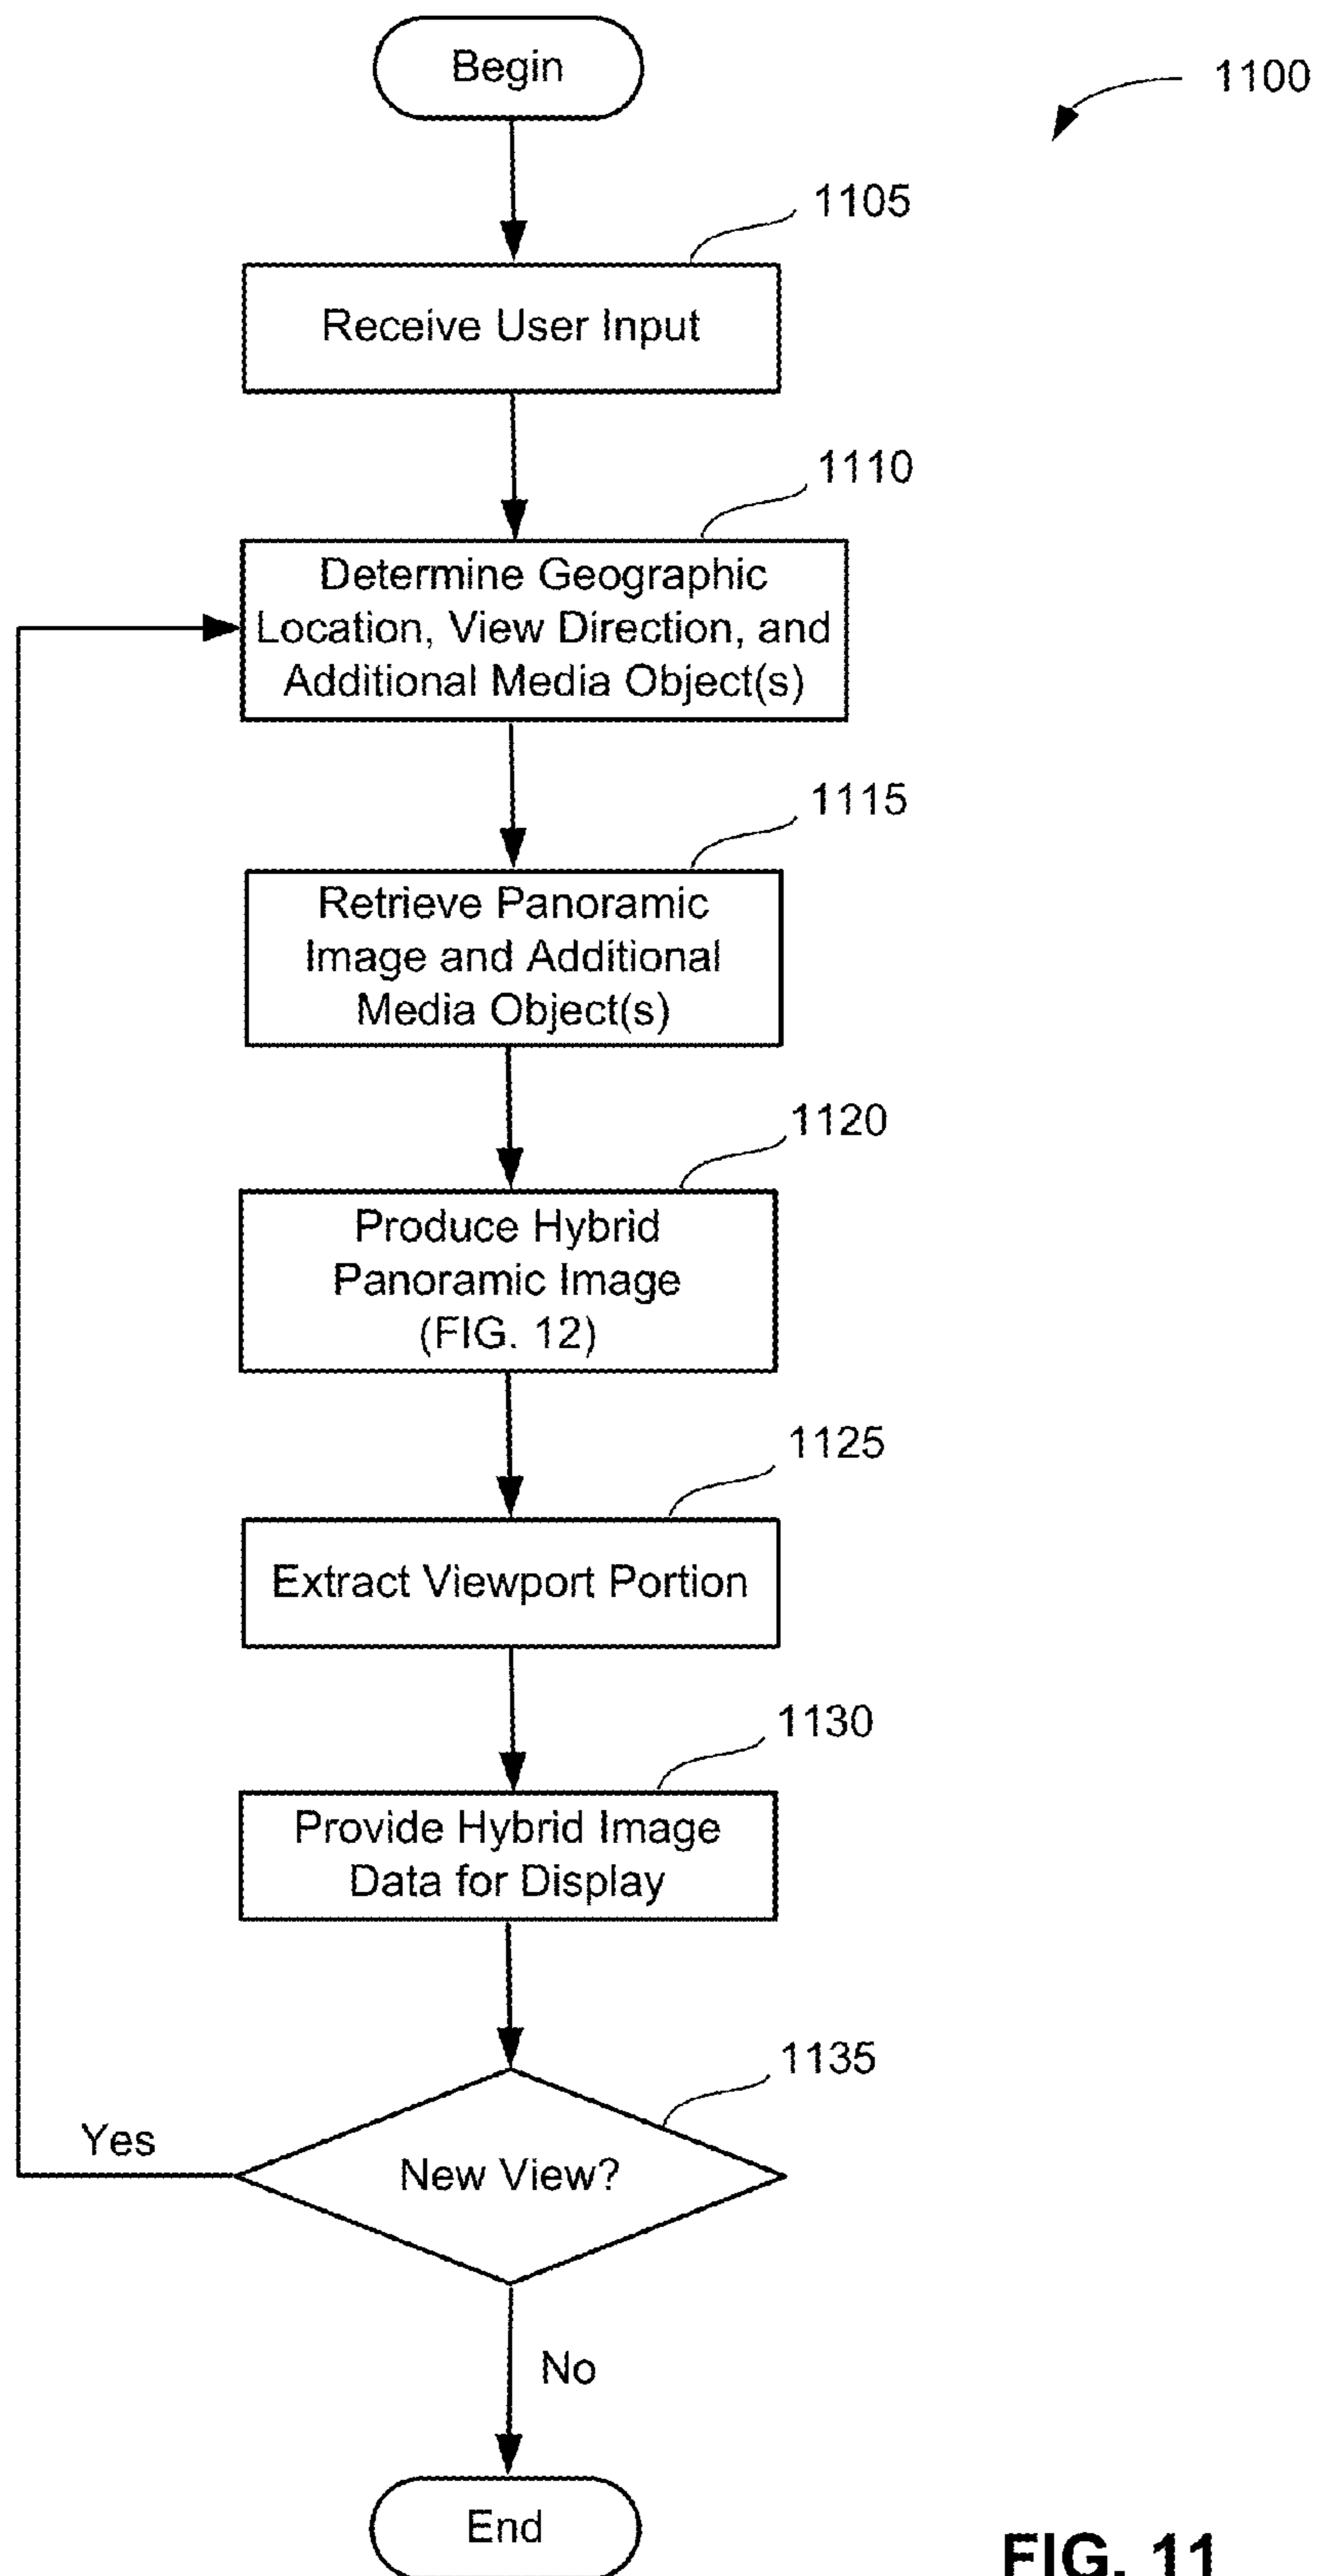 Begin
1100
1105
Receive User Input
1110
Determine Geographic
Location, View Direction, and
Additional Media Object(s)
1115
Retrieve Panoramic
Image and Additional
Media Object(s)
1120
Produce Hybrid
Panoramic Image
(FIG. 12)
1125
Extract Viewport Portion
1130
Provide Hybrid Image
Data for Display
1135
Yes
New View?
No
End
FIG. 11